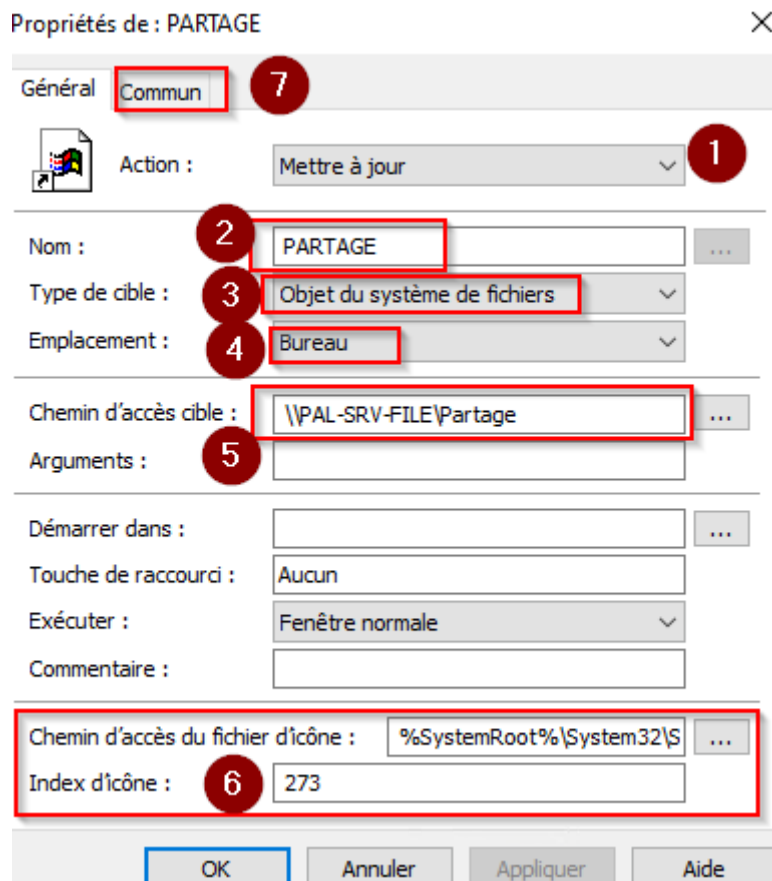 Propriétés de : PARTAGE
Général Commun 7
Action : Mettre à jour 1
2
Nom : PARTAGE ...
Type de cible : 3 Objet du système de fichiers
Emplacement : 4 Bureau
Chemin d'accès cible : \\PAL-SRV-FILE\Partage ...
Arguments : 5
Démarrer dans : ...
Touche de raccourci : Aucun
Exécuter : Fenêtre normale
Commentaire :
Chemin d'accès du fichier d'icône : %SystemRoot%\System32\S ...
Index d'icône : 6 273
OK Annuler Appliquer Aide